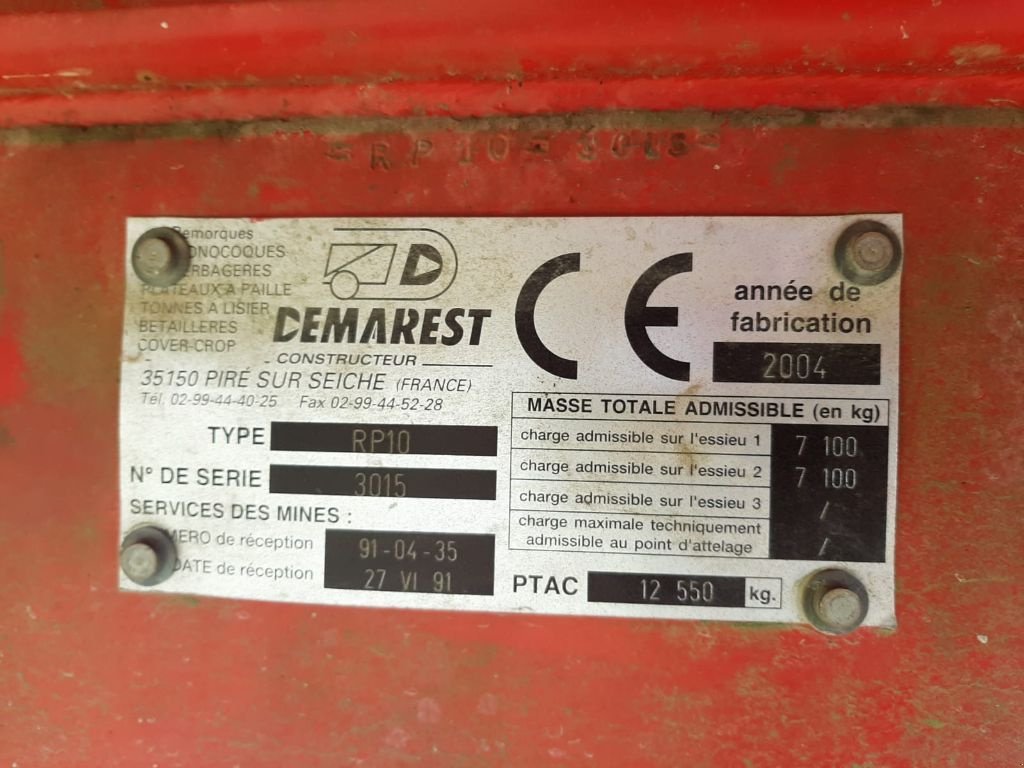 RP10 3015
Remorques
MONOCOQUES
HERBAGERES
PLATEAUX A PAILLE
TONNES A LISIER
BETAILLERES
COVER-CROP
D
DEMAREST
CONSTRUCTEUR
35150 PIRÉ SUR SEICHE (FRANCE)
Tél. 02-99-44-40-25 Fax 02-99-44-52-28
TYPE RP10
N° DE SERIE 3015
SERVICES DES MINES :
NUMERO de réception 91-04-35
DATE de réception 27 VI 91
CE
année de
fabrication
2004
MASSE TOTALE ADMISSIBLE (en kg)
charge admissible sur l'essieu 1 7 100
charge admissible sur l'essieu 2 7 100
charge admissible sur l'essieu 3 /
charge maximale techniquement
admissible au point d'attelage /
PTAC 12 550 kg.